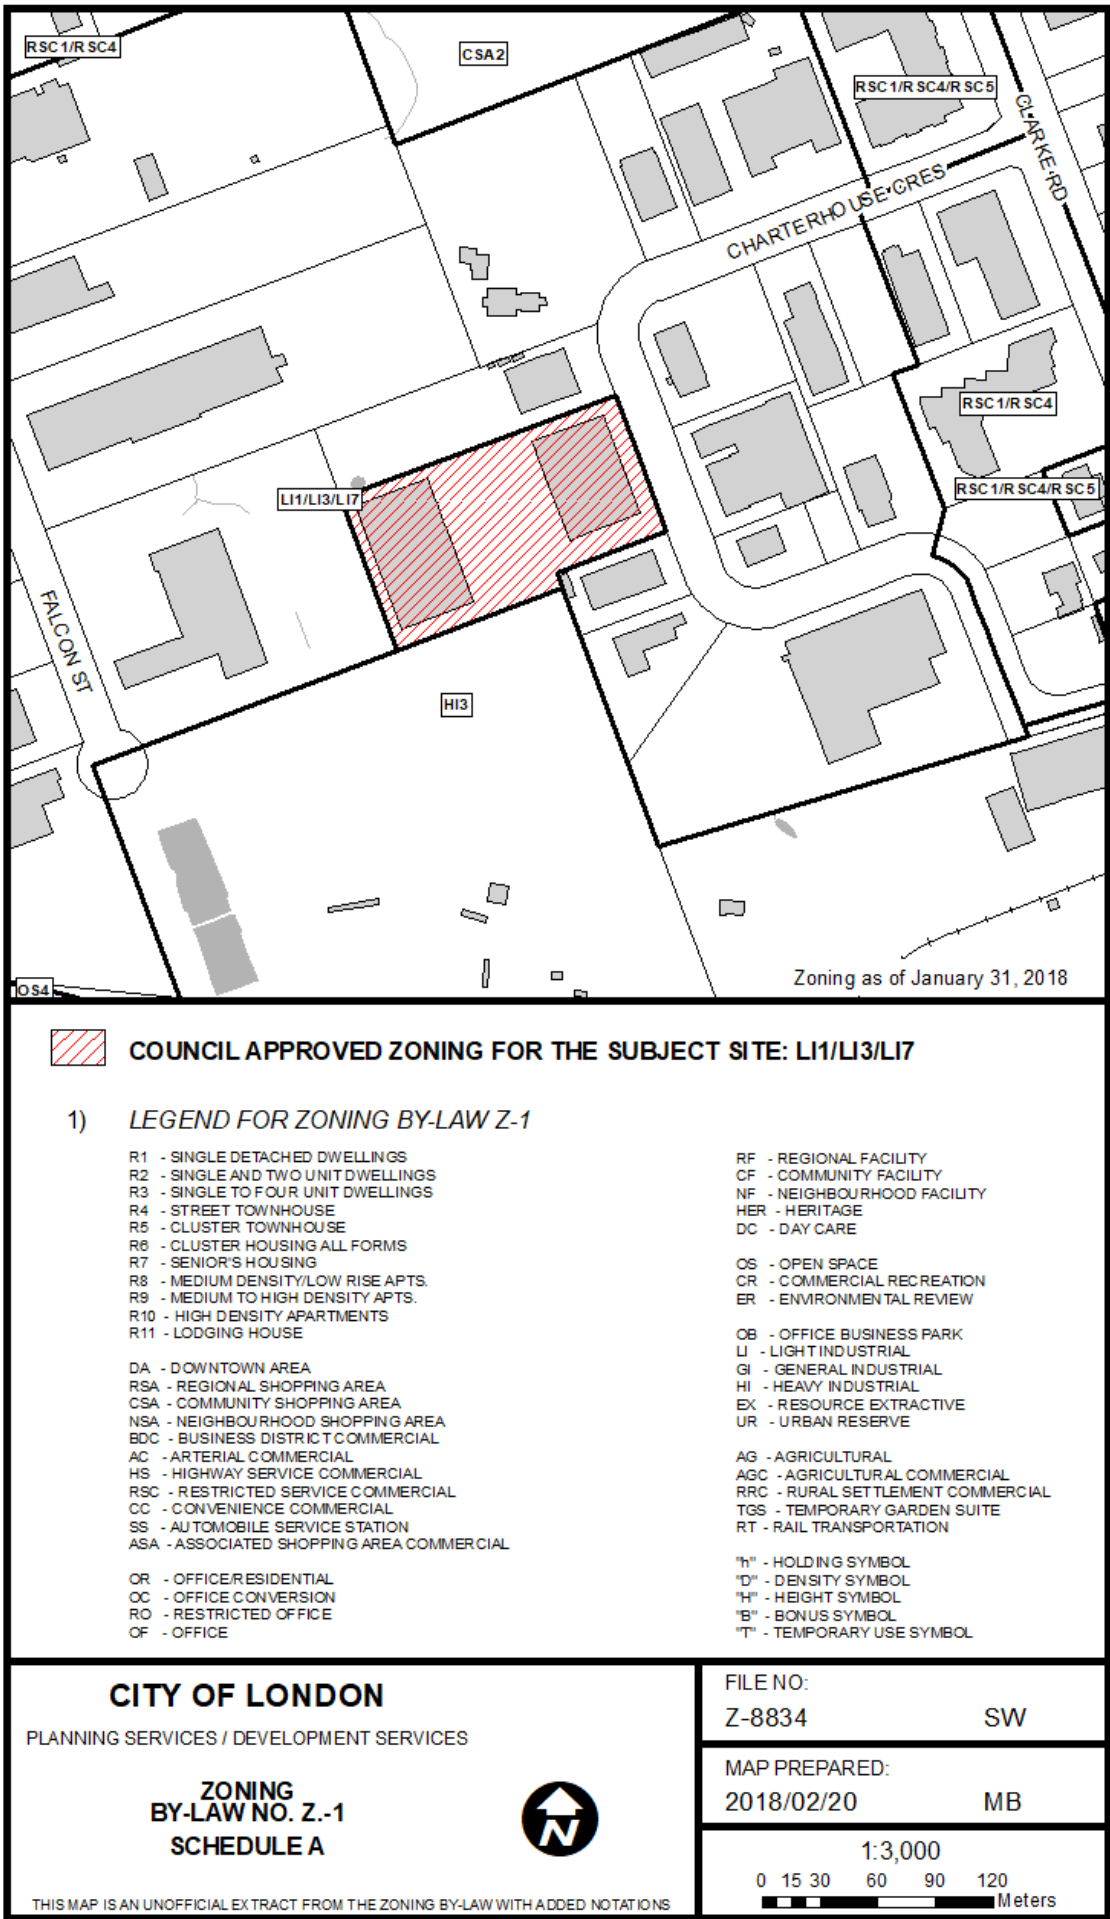 RSC1/RSC4
CSA2
RSC1/RSC4/RSC5
CLARKE RD
CHARTERHOUSE CRES
RSC1/RSC4
RSC1/RSC4/RSC5
LI1/LI3/LI7
FALCON ST
HI3
OS4
Zoning as of January 31, 2018
COUNCIL APPROVED ZONING FOR THE SUBJECT SITE: LI1/LI3/LI7
1) LEGEND FOR ZONING BY-LAW Z-1
R1 - SINGLE DETACHED DWELLINGS
R2 - SINGLE AND TWO UNIT DWELLINGS
R3 - SINGLE TO FOUR UNIT DWELLINGS
R4 - STREET TOWNHOUSE
R5 - CLUSTER TOWNHOUSE
R6 - CLUSTER HOUSING ALL FORMS
R7 - SENIOR'S HOUSING
R8 - MEDIUM DENSITY/LOW RISE APTS.
R9 - MEDIUM TO HIGH DENSITY APTS.
R10 - HIGH DENSITY APARTMENTS
R11 - LODGING HOUSE
DA - DOWNTOWN AREA
RSA - REGIONAL SHOPPING AREA
CSA - COMMUNITY SHOPPING AREA
NSA - NEIGHBOURHOOD SHOPPING AREA
BDC - BUSINESS DISTRICT COMMERCIAL
AC - ARTERIAL COMMERCIAL
HS - HIGHWAY SERVICE COMMERCIAL
RSC - RESTRICTED SERVICE COMMERCIAL
CC - CONVENIENCE COMMERCIAL
SS - AUTOMOBILE SERVICE STATION
ASA - ASSOCIATED SHOPPING AREA COMMERCIAL
OR - OFFICE/RESIDENTIAL
OC - OFFICE CONVERSION
RO - RESTRICTED OFFICE
OF - OFFICE
RF - REGIONAL FACILITY
CF - COMMUNITY FACILITY
NF - NEIGHBOURHOOD FACILITY
HER - HERITAGE
DC - DAY CARE
OS - OPEN SPACE
CR - COMMERCIAL RECREATION
ER - ENVIRONMENTAL REVIEW
OB - OFFICE BUSINESS PARK
LI - LIGHT INDUSTRIAL
GI - GENERAL INDUSTRIAL
HI - HEAVY INDUSTRIAL
EX - RESOURCE EXTRACTIVE
UR - URBAN RESERVE
AG - AGRICULTURAL
AGC - AGRICULTURAL COMMERCIAL
RRC - RURAL SETTLEMENT COMMERCIAL
TGS - TEMPORARY GARDEN SUITE
RT - RAIL TRANSPORTATION
"h" - HOLDING SYMBOL
"D" - DENSITY SYMBOL
"H" - HEIGHT SYMBOL
"B" - BONUS SYMBOL
"T" - TEMPORARY USE SYMBOL
CITY OF LONDON
PLANNING SERVICES / DEVELOPMENT SERVICES
ZONING
BY-LAW NO. Z.-1
SCHEDULE A
N
THIS MAP IS AN UNOFFICIAL EXTRACT FROM THE ZONING BY-LAW WITH ADDED NOTATIONS
FILE NO:
Z-8834 SW
MAP PREPARED:
2018/02/20 MB
1:3,000
0 15 30 60 90 120
Meters